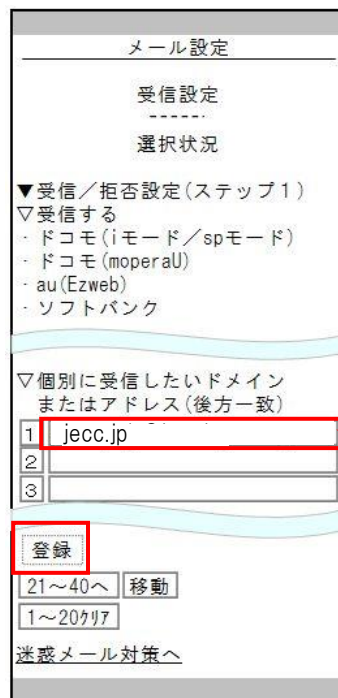 メール設定
受信設定
選択状況
▼受信／拒否設定(ステップ1)
▽受信する
・ドコモ(iモード／spモード)
・ドコモ(moperaU)
・au(Ezweb)
・ソフトバンク
▽個別に受信したいドメイン
またはアドレス(後方一致)
1 jecc.jp
2
3
登録
21～40へ 移動
1～20ｸﾘｱ
迷惑メール対策へ